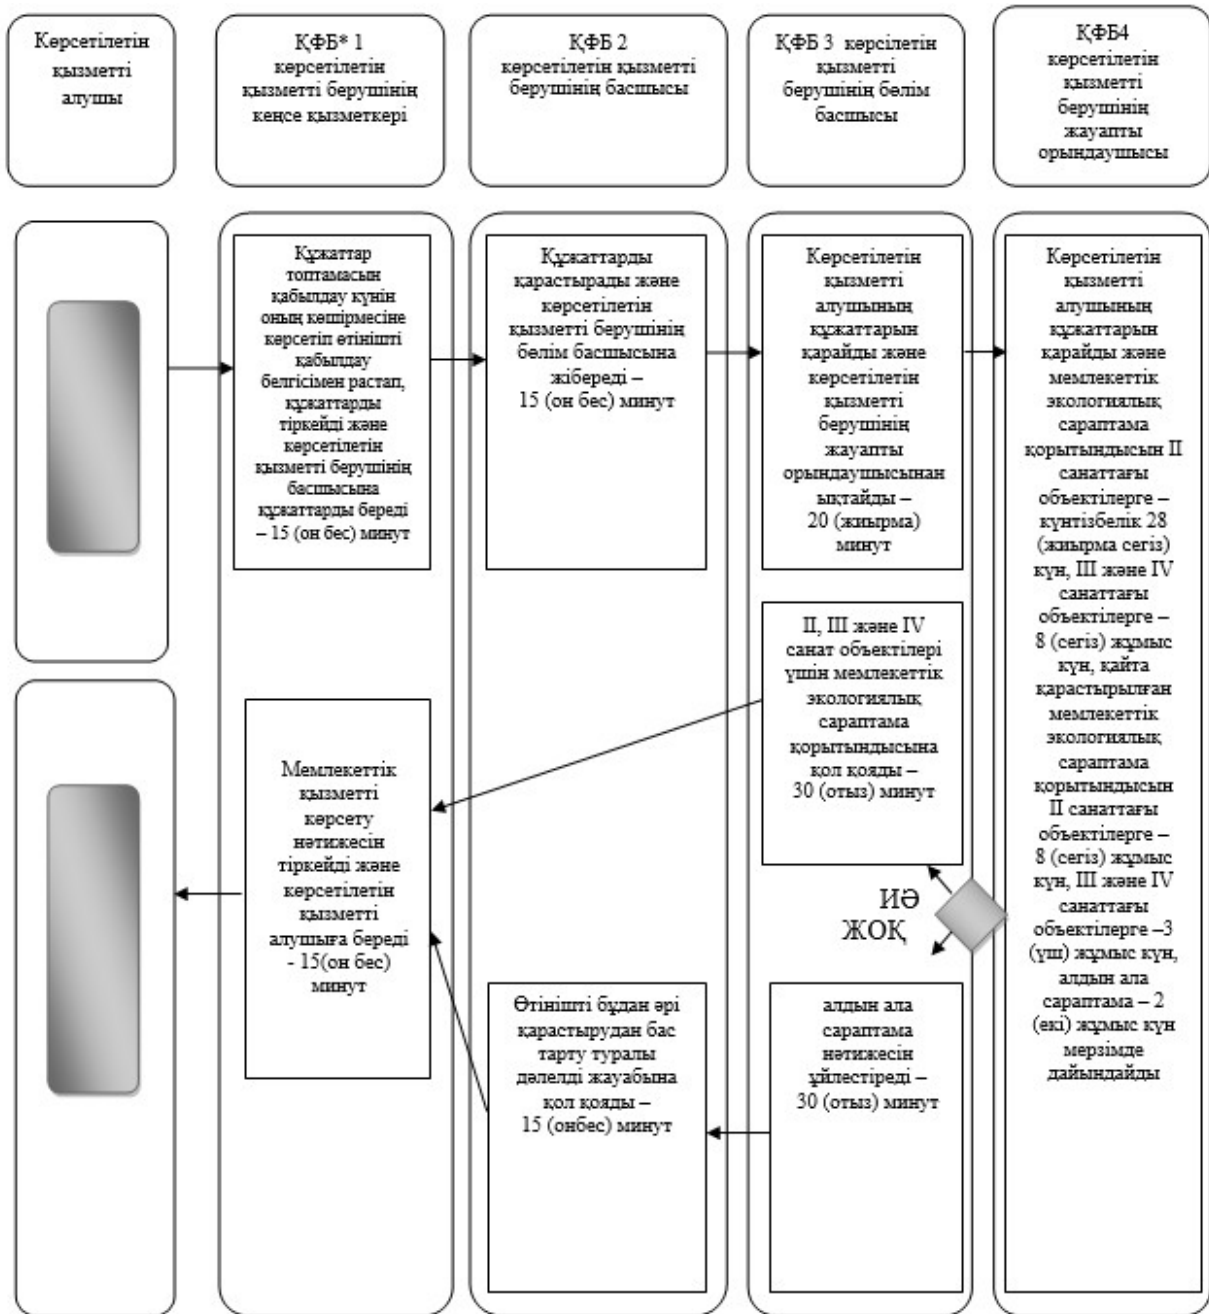 Көрсетілетін
қызметті
алушы
ҚФБ* 1
көрсетілетін
қызметті берушінің
кеңсе қызметкері
ҚФБ 2
көрсетілетін қызметті
берушінің басшысы
ҚФБ 3 көрсілетін
қызметті
берушінің бөлім
басшысы
ҚФБ4
көрсетілетін
қызметті
берушінің
жауапты
орындаушысы
Құжаттар
топтамасын
қабылдау күнін
оның көшірмесіне
көрсетіп өтінішті
қабылдау
белгісімен растап,
құжаттарды
тіркейді және
көрсетілетін
қызметті берушінің
басшысына
құжаттарды береді
– 15 (он бес) минут
Құжаттарды
қарастырады және
көрсетілетін
қызметті берушінің
бөлім басшысына
жібереді –
15 (он бес) минут
Көрсетілетін
қызметті
алушының
құжаттарын
қарайды және
көрсетілетін
қызметті
берушінің
жауапты
орындаушысынан
ықтайды –
20 (жиырма)
минут
Көрсетілетін
қызметті
алушының
құжаттарын
қарайды және
мемлекеттік
экологиялық
сараптама
қорытындысын II
санаттағы
объектілерге –
күнтізбелік 28
(жиырма сегіз)
күн, III және IV
санаттағы
объектілерге –
8 (сегіз) жұмыс
күн, қайта
қарастырылған
мемлекеттік
экологиялық
сараптама
қорытындысын
II санаттағы
объектілерге –
8 (сегіз) жұмыс
күн, III және IV
санаттағы
объектілерге –3
(үш) жұмыс күн,
алдын ала
сараптама – 2
(екі) жұмыс күн
мерзімде
дайындайды
II, III және IV
санат объектілері
үшін мемлекеттік
экологиялық
сараптама
қорытындысына
қол қояды –
30 (отыз) минут
Мемлекеттік
қызметті
көрсету
нәтижесін
тіркейді және
көрсетілетін
қызметті
алушыға береді
- 15(он бес)
минут
ИӘ
ЖОҚ
Өтінішті бұдан әрі
қарастырудан бас
тарту туралы
дәлелді жауабына
қол қояды –
15 (онбес) минут
алдын ала
сараптама
нәтижесін
ұйлестіреді –
30 (отыз) минут